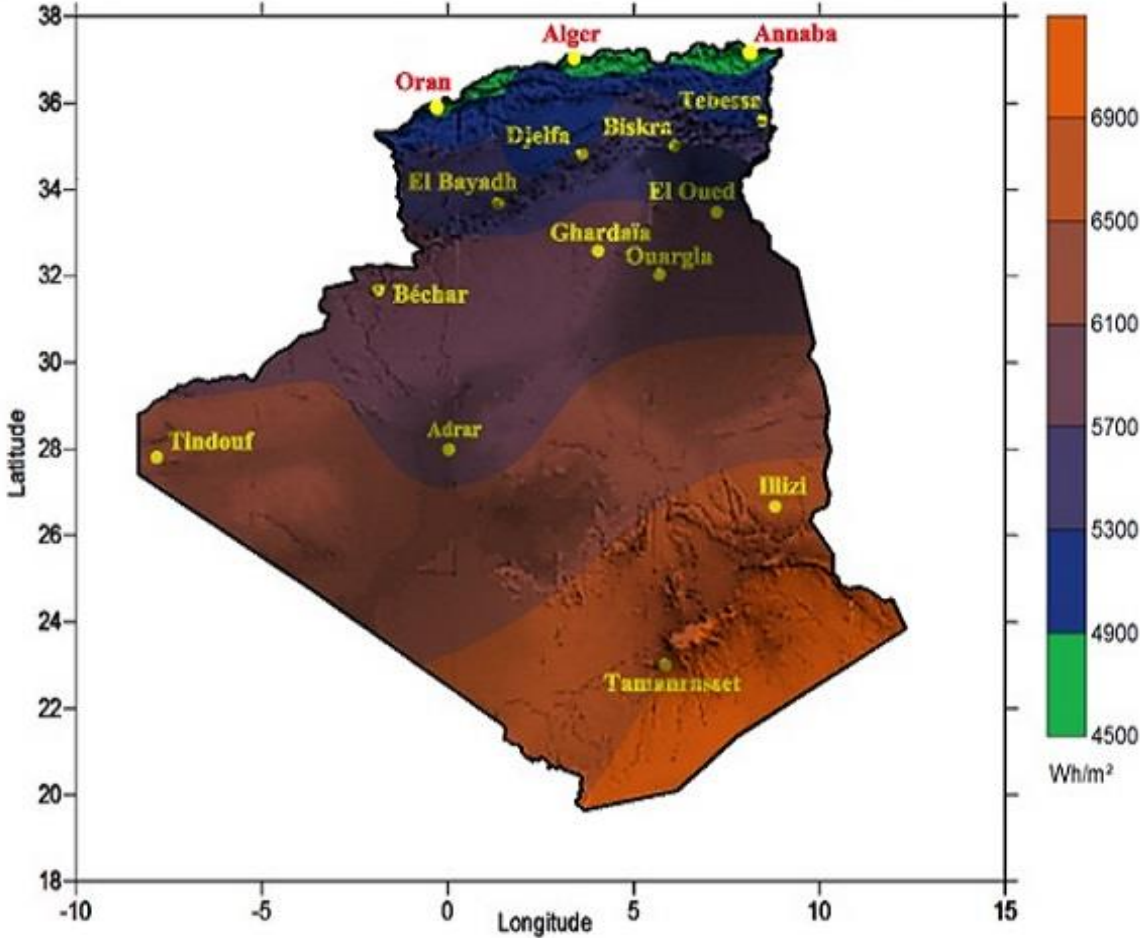 38
36
34
32
30
28
26
24
22
20
18
Latitude
-10
-5
0
5
10
15
Longitude
Alger
Annaba
Oran
Tebessa
Djelfa
Biskra
El Bayadh
El Oued
Ghardaïa
Ouargla
Béchar
Adrar
Tindouf
Illizi
Tamanrasset
6900
6500
6100
5700
5300
4900
4500
Wh/m²